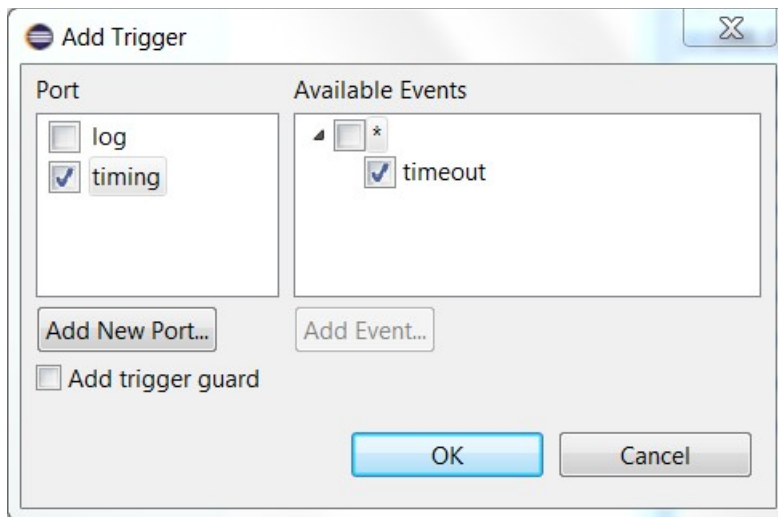 Add Trigger
Port
Available Events
log
*
timing
timeout
Add New Port...
Add Event...
Add trigger guard
OK
Cancel